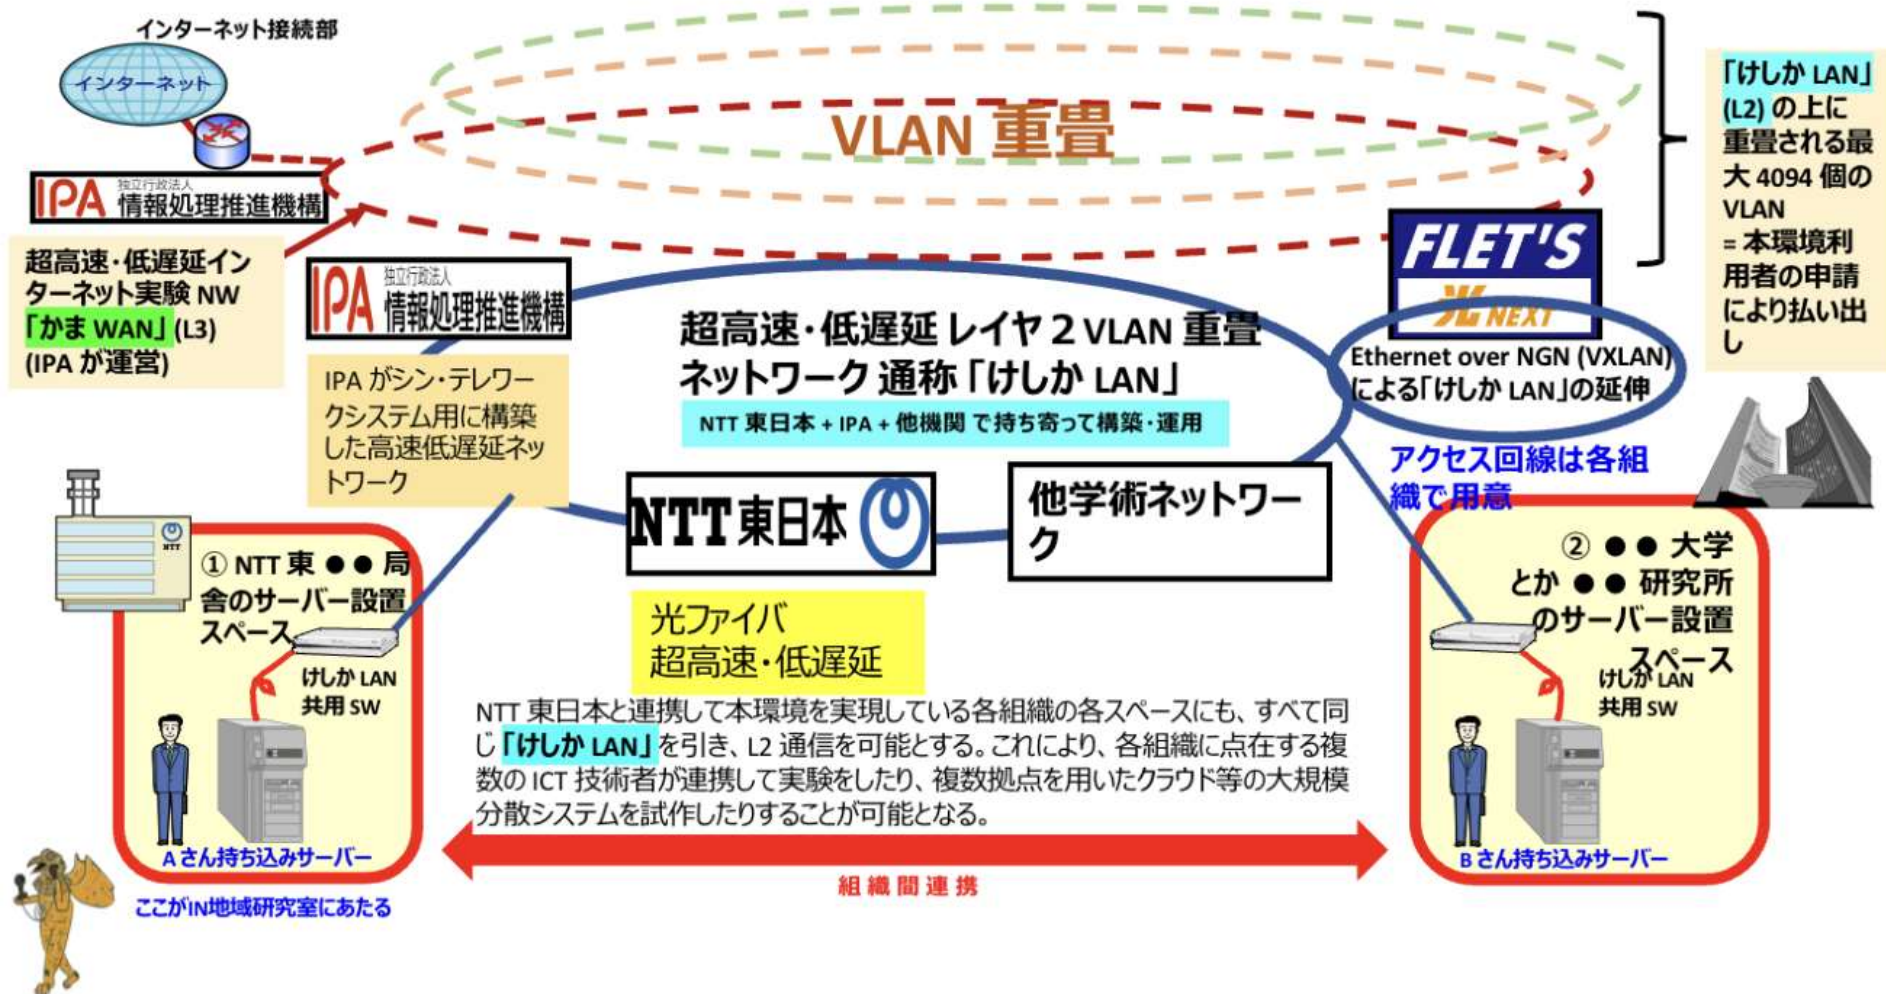 インターネット接続部
インターネット
VLAN 重畳
IPA 独立行政法人
情報処理推進機構
超高速・低遅延イン
ターネット実験 NW
「かま WAN」(L3)
(IPA が運営)
IPA 独立行政法人
情報処理推進機構
IPA がシン・テレワー
クシステム用に構築
した高速低遅延ネッ
トワーク
超高速・低遅延 レイヤ 2 VLAN 重畳
ネットワーク 通称「けしか LAN」
NTT 東日本 + IPA + 他機関 で持ち寄って構築・運用
FLET'S
光 NEXT
Ethernet over NGN (VXLAN)
による「けしか LAN」の延伸
「けしか LAN」
(L2) の上に
重畳される最
大 4094 個の
VLAN
= 本環境利
用者の申請
により払い出
し
アクセス回線は各組
織で用意
NTT 東日本
他学術ネットワー
ク
光ファイバ
超高速・低遅延
NTT
① NTT 東 ●● 局
舎のサーバー設置
スペース
けしか LAN
共用 SW
A さん持ち込みサーバー
ここがIN地域研究室にあたる
NTT 東日本と連携して本環境を実現している各組織の各スペースにも、すべて同
じ「けしか LAN」を引き、L2 通信を可能とする。これにより、各組織に点在する複
数の ICT 技術者が連携して実験をしたり、複数拠点を用いたクラウド等の大規模
分散システムを試作したりすることが可能となる。
組織間連携
② ●● 大学
とか ●● 研究所
のサーバー設置
スペース
けしか LAN
共用 SW
B さん持ち込みサーバー